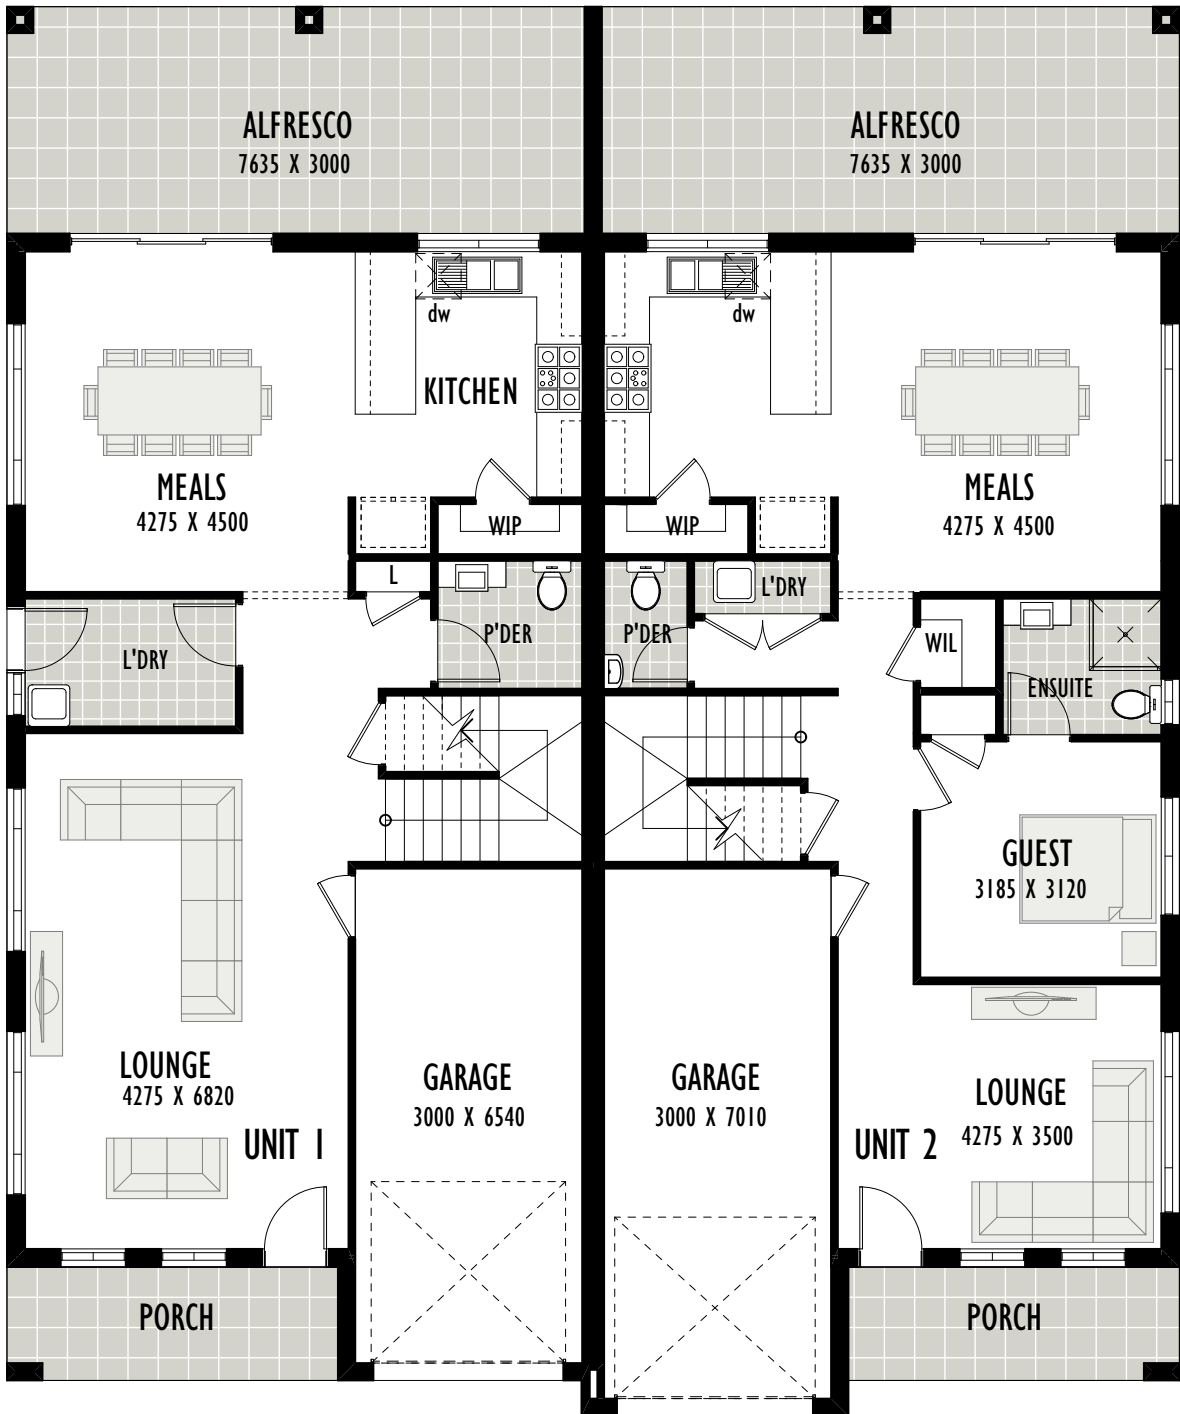 ALFRESCO
7635 X 3000
ALFRESCO
7635 X 3000
dw
dw
KITCHEN
MEALS
4275 X 4500
WIP
WIP
MEALS
4275 X 4500
L
L'DRY
P'DER
P'DER
L'DRY
WIL
ENSUITE
GUEST
3185 X 3120
LOUNGE
4275 X 6820
UNIT 1
GARAGE
3000 X 6540
GARAGE
3000 X 7010
LOUNGE
4275 X 3500
UNIT 2
PORCH
PORCH